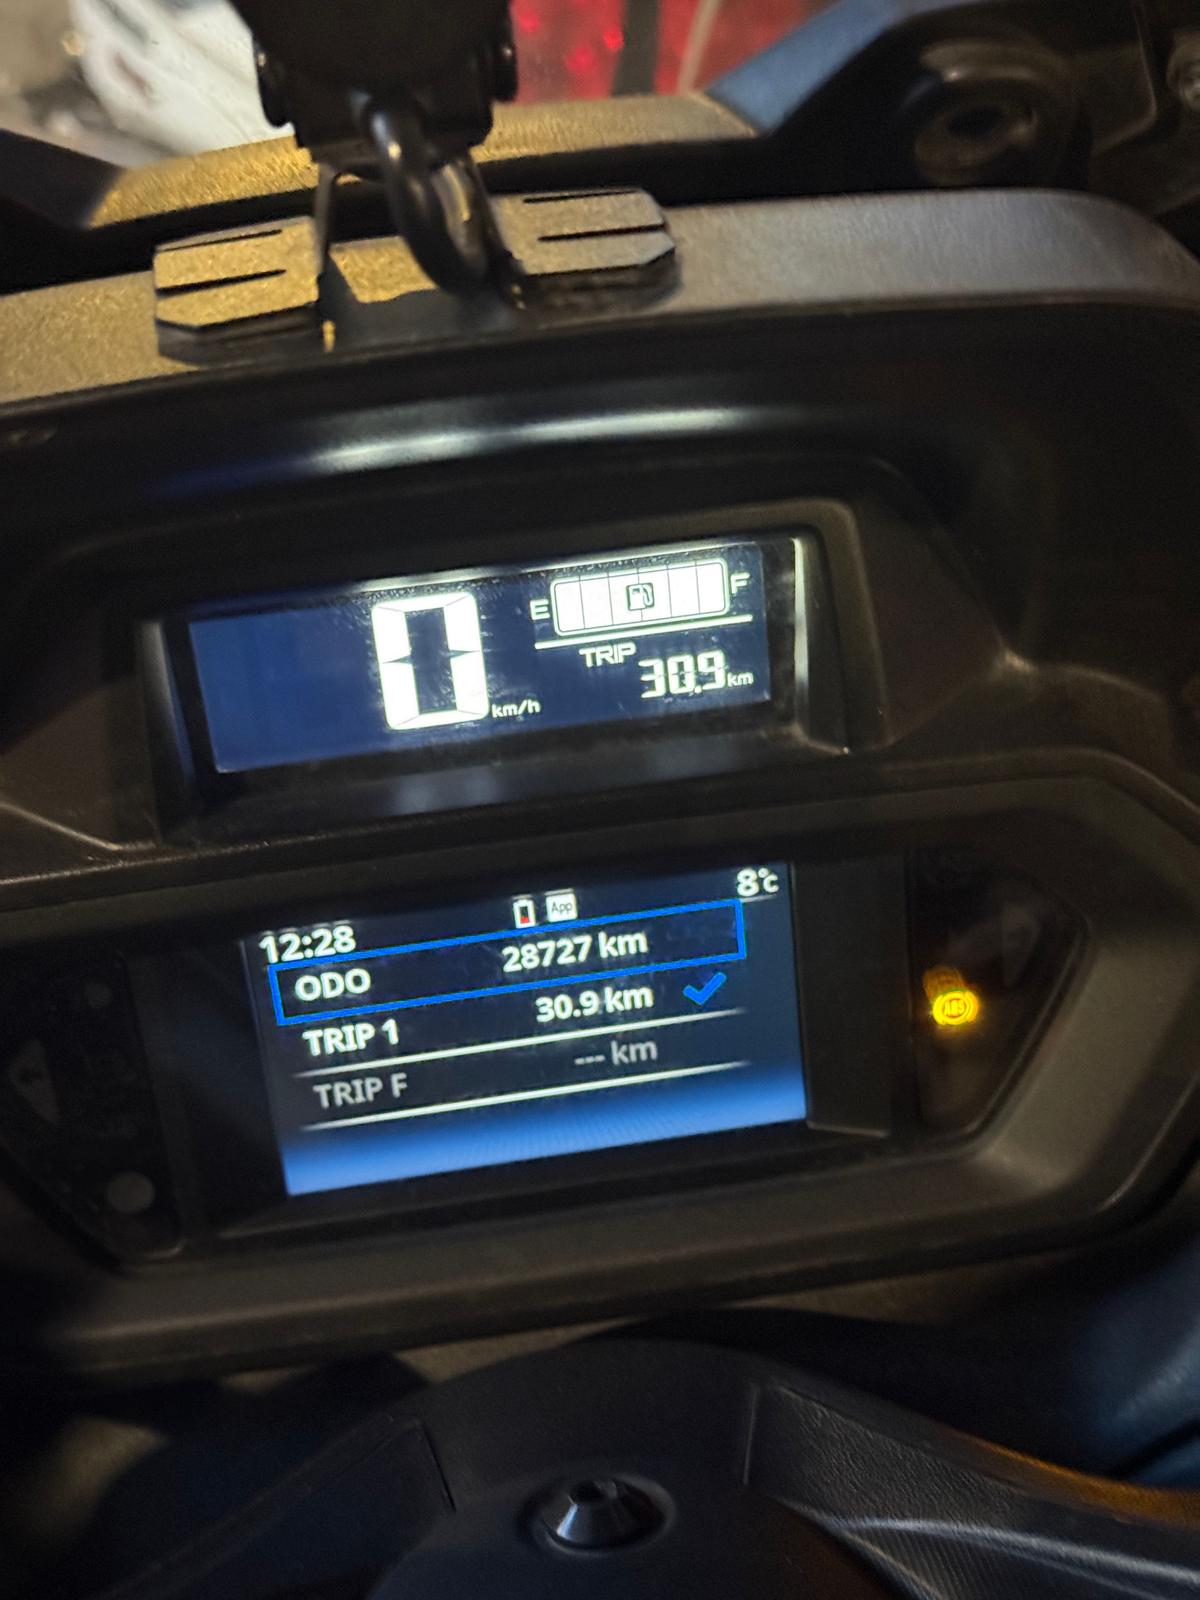 0 km/h
E F
TRIP
30.9 km
12:28 App 8°C
ODO 28727 km
TRIP 1 30.9 km
TRIP F --- km
ABS